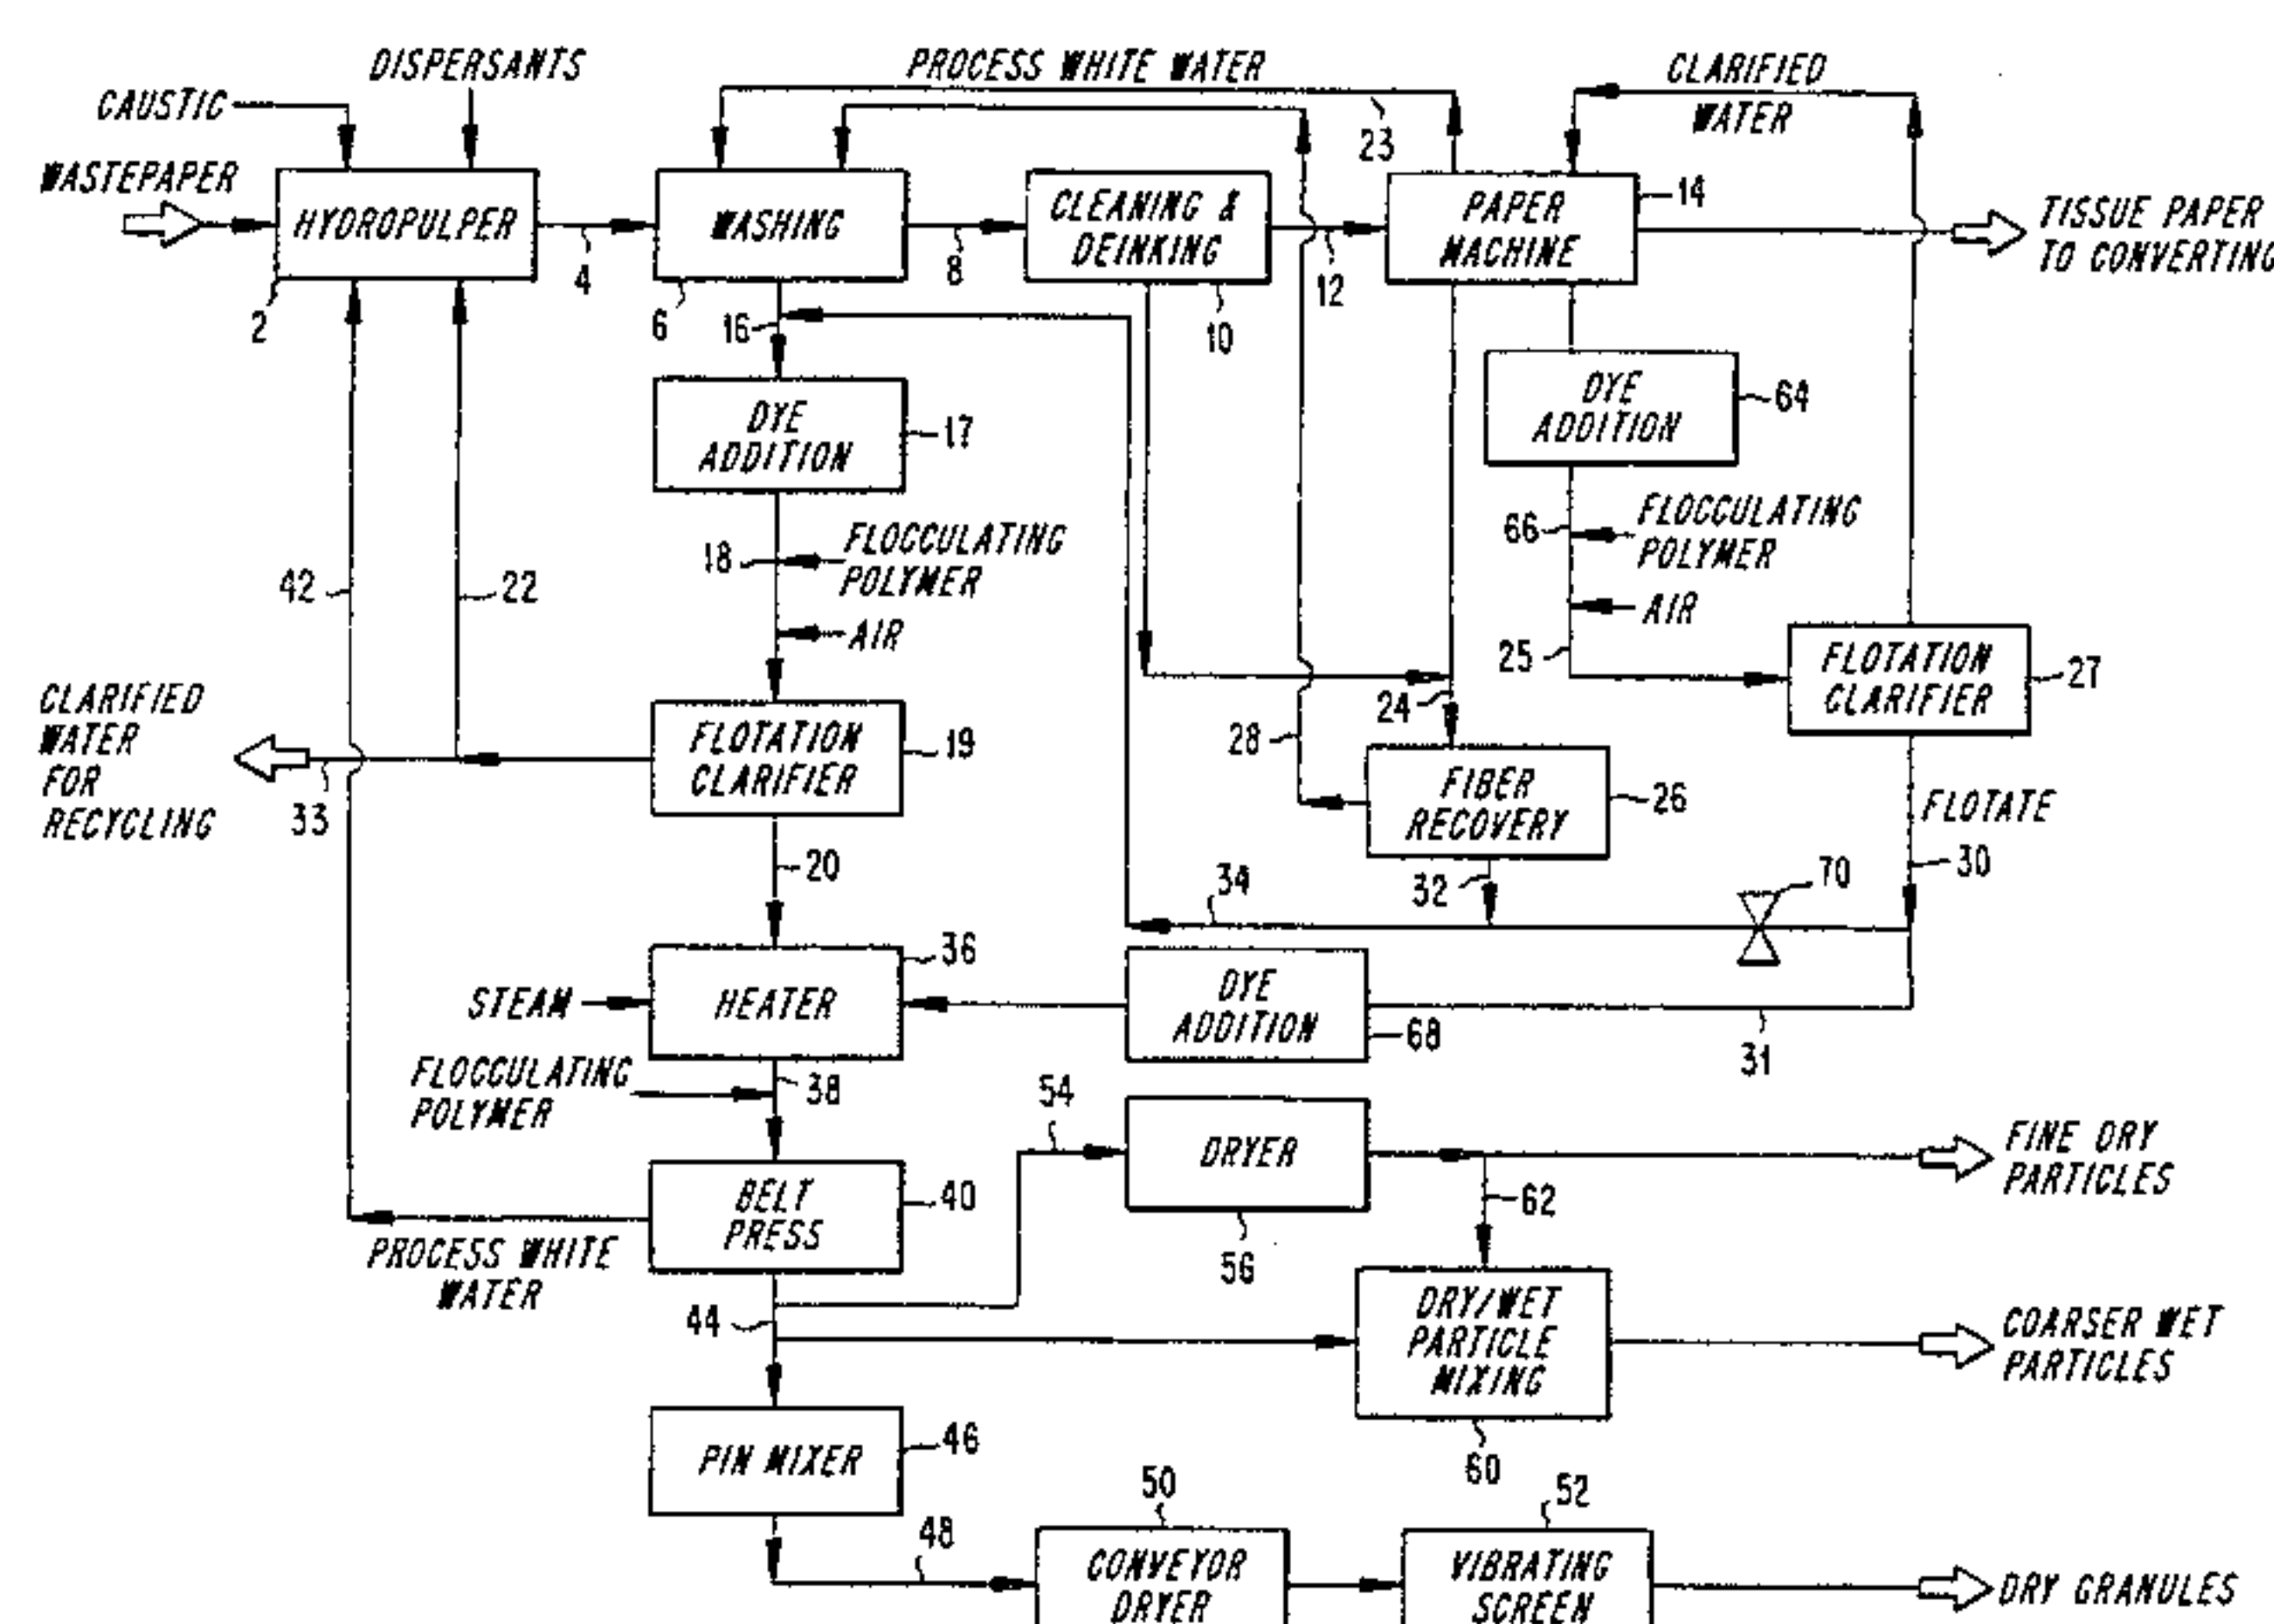 DISPERSANTS
PROCESS WHITE WATER
CLARIFIED
WATER
CAUSTIC
23
WASTEPAPER
HYDROPULPER
WASHING
CLEANING &
DEINKING
PAPER
MACHINE
14
TISSUE PAPER
TO CONVERTING
2
4
6
8
10
12
16
DYE
ADDITION
17
DYE
ADDITION
64
18
FLOCCULATING
POLYMER
AIR
66
FLOCCULATING
POLYMER
AIR
25
42
22
24
28
CLARIFIED
WATER
FOR
RECYCLING
33
FLOTATION
CLARIFIER
19
FLOTATION
CLARIFIER
27
FIBER
RECOVERY
26
FLOTATE
30
20
34
32
70
STEAM
HEATER
36
DYE
ADDITION
68
31
FLOCCULATING
POLYMER
38
54
DRYER
56
FINE DRY
PARTICLES
62
BELT
PRESS
40
PROCESS WHITE
WATER
44
DRY/WET
PARTICLE
MIXING
60
COARSER WET
PARTICLES
PIN MIXER
46
48
50
CONVEYOR
DRYER
52
VIBRATING
SCREEN
DRY GRANULES